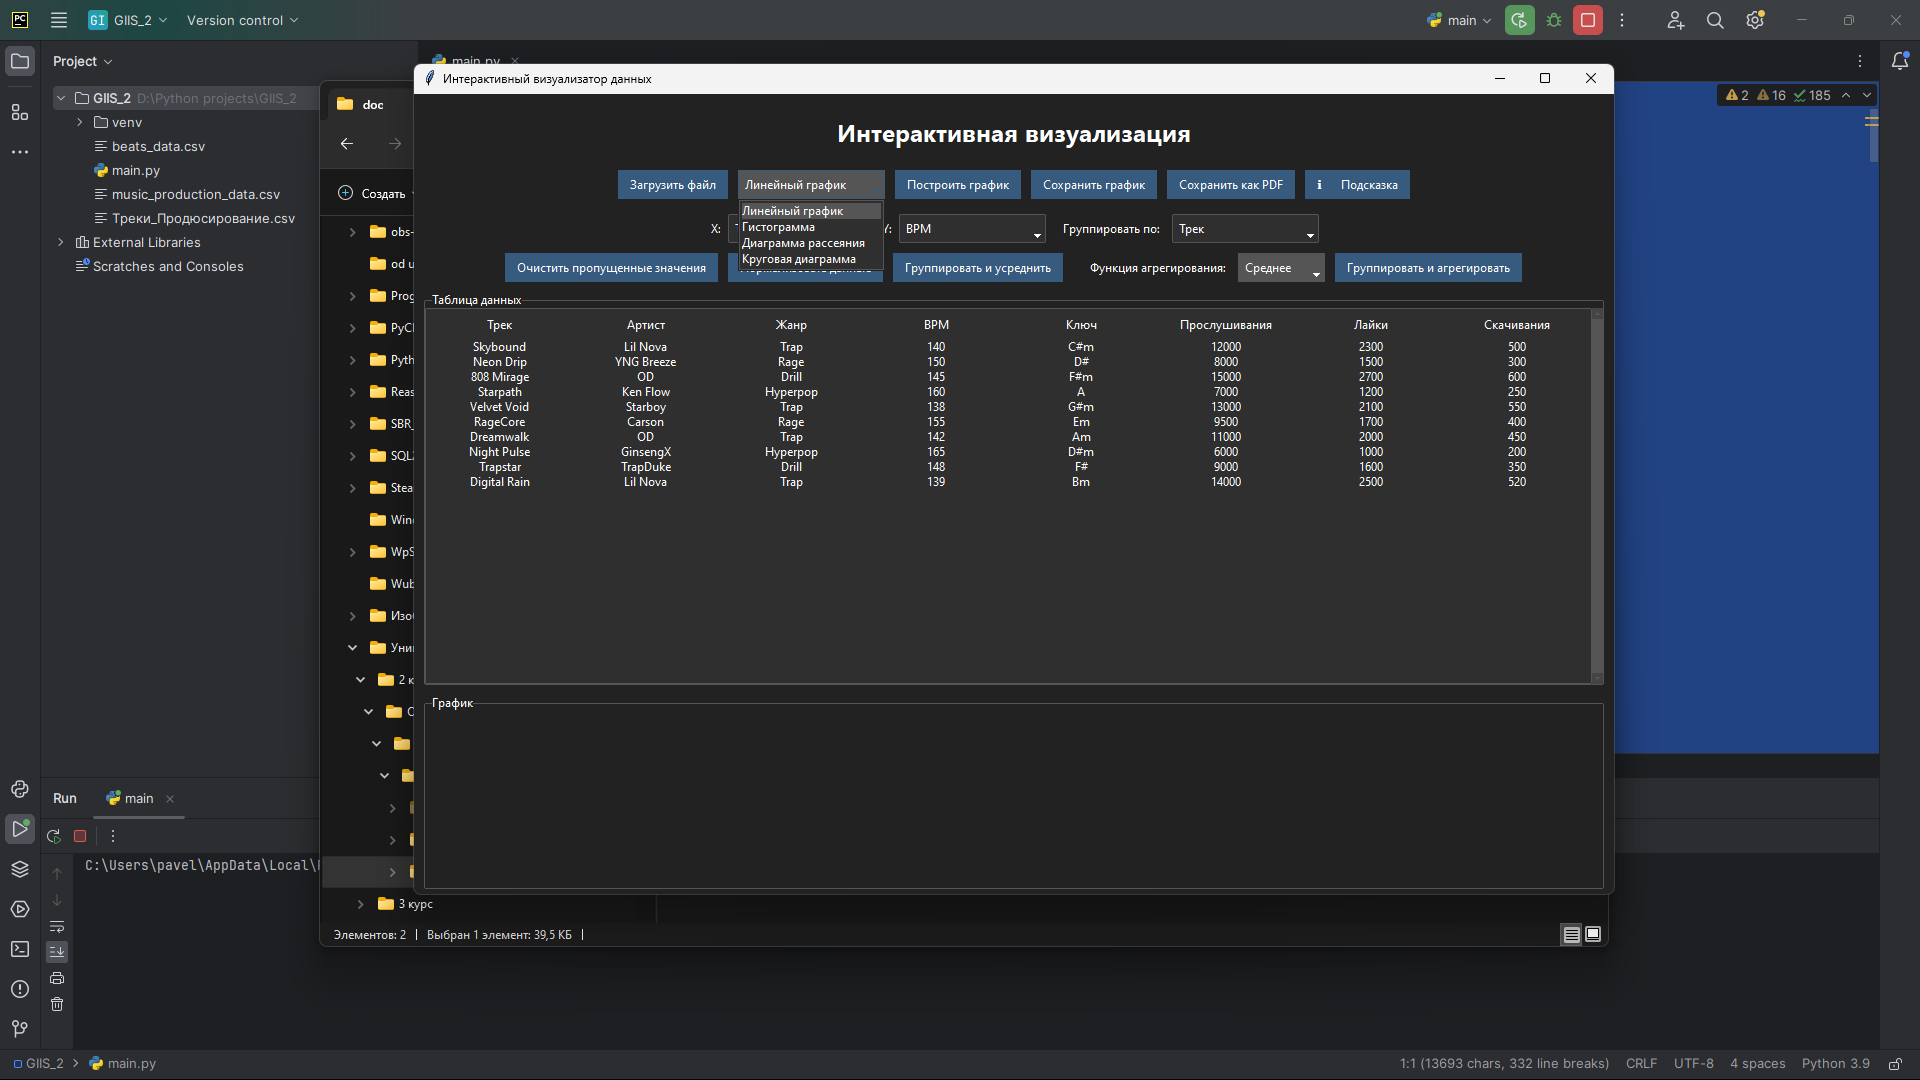 PC
GI GIIS_2
Version control
main
Project
main.py
GIIS_2 D:\Python projects\GIIS_2
venv
beats_data.csv
main.py
music_production_data.csv
Треки_Продюсирование.csv
External Libraries
Scratches and Consoles
2 16 185
doc
Создать
obs-
od u
Prog
Pyth
Reas
SBR_
Stea
Wub
2 к
3 курс
Элементов: 2
Выбран 1 элемент: 39,5 КБ
Интерактивный визуализатор данных
Интерактивная визуализация
Загрузить файл
Линейный график
Построить график
Сохранить график
Сохранить как PDF
Подсказка
Линейный график
Гистограмма
Диаграмма рассеяния
Круговая диаграмма
X:
Y:
BPM
Группировать по:
Трек
Очистить пропущенные значения
Группировать и усреднить
Функция агрегирования:
Среднее
Группировать и агрегировать
Таблица данных
Трек Артист Жанр BPM Ключ Прослушивания Лайки Скачивания
Skybound Lil Nova Trap 140 C#m 12000 2300 500
Neon Drip YNG Breeze Rage 150 D# 8000 1500 300
808 Mirage OD Drill 145 F#m 15000 2700 600
Starpath Ken Flow Hyperpop 160 A 7000 1200 250
Velvet Void Starboy Trap 138 G#m 13000 2100 550
RageCore Carson Rage 155 Em 9500 1700 400
Dreamwalk OD Trap 142 Am 11000 2000 450
Night Pulse GinsengX Hyperpop 165 D#m 6000 1000 200
Trapstar TrapDuke Drill 148 F# 9000 1600 350
Digital Rain Lil Nova Trap 139 Bm 14000 2500 520
График
Run
main
C:\Users\pavel\AppData\Local\
GIIS_2
main.py
1:1 (13693 chars, 332 line breaks)
CRLF
UTF-8
4 spaces
Python 3.9